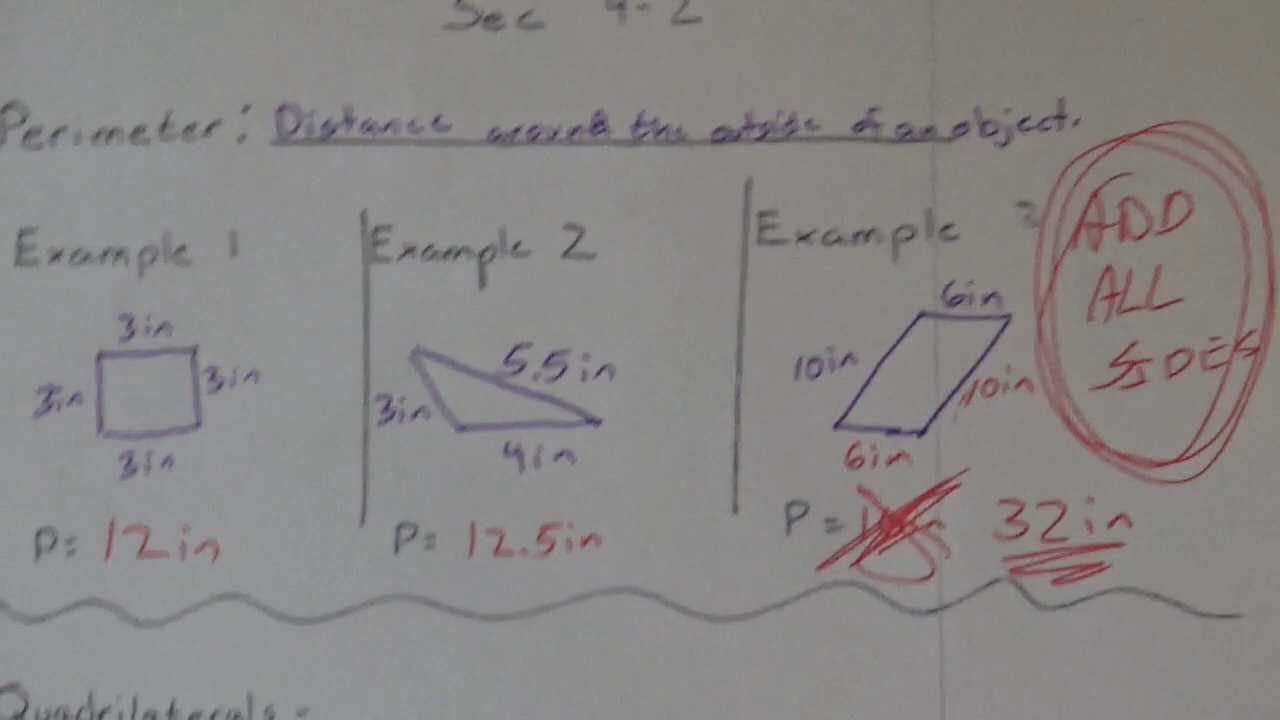 Sec 9-2
Perimeter: Distance around the outside of an object.
Example 1
3in
3in
3in
3in
P= 12in
Example 2
5.5in
3in
4in
P= 12.5in
Example 3
6in
10in
10in
6in
P= 32in
ADD
ALL
SIDES
Quadrilaterals-